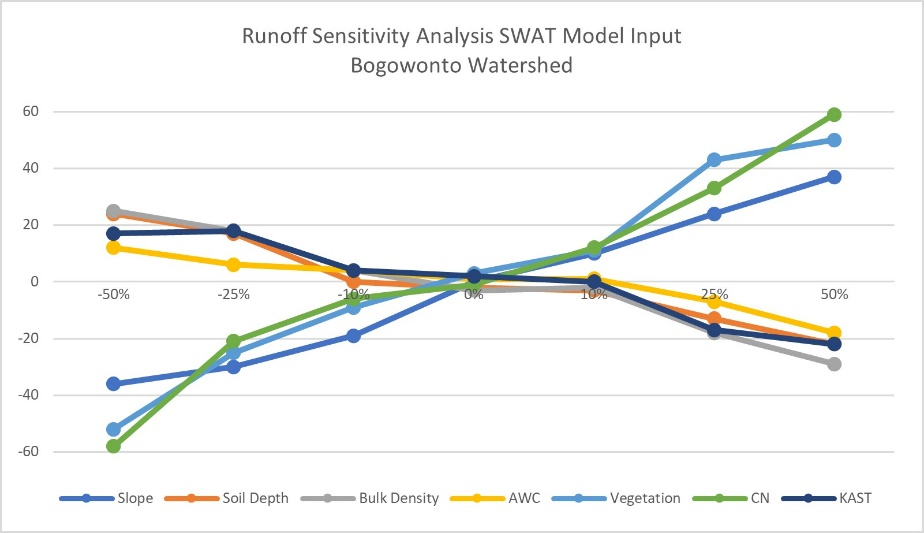 Runoff Sensitivity Analysis SWAT Model Input
Bogowonto Watershed
60
40
20
0
-20
-40
-60
-50% -25% -10% 0% 10% 25% 50%
Slope Soil Depth Bulk Density AWC Vegetation CN KAST